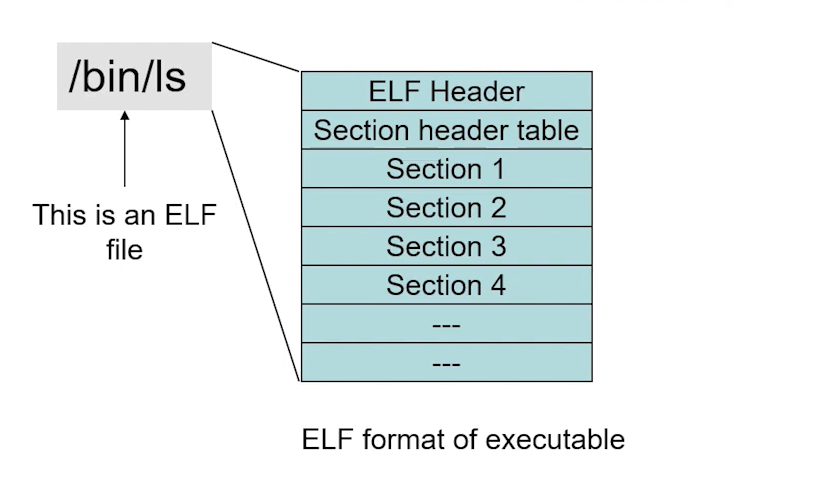 /bin/ls
This is an ELF
file
ELF Header
Section header table
Section 1
Section 2
Section 3
Section 4
---
---
ELF format of executable